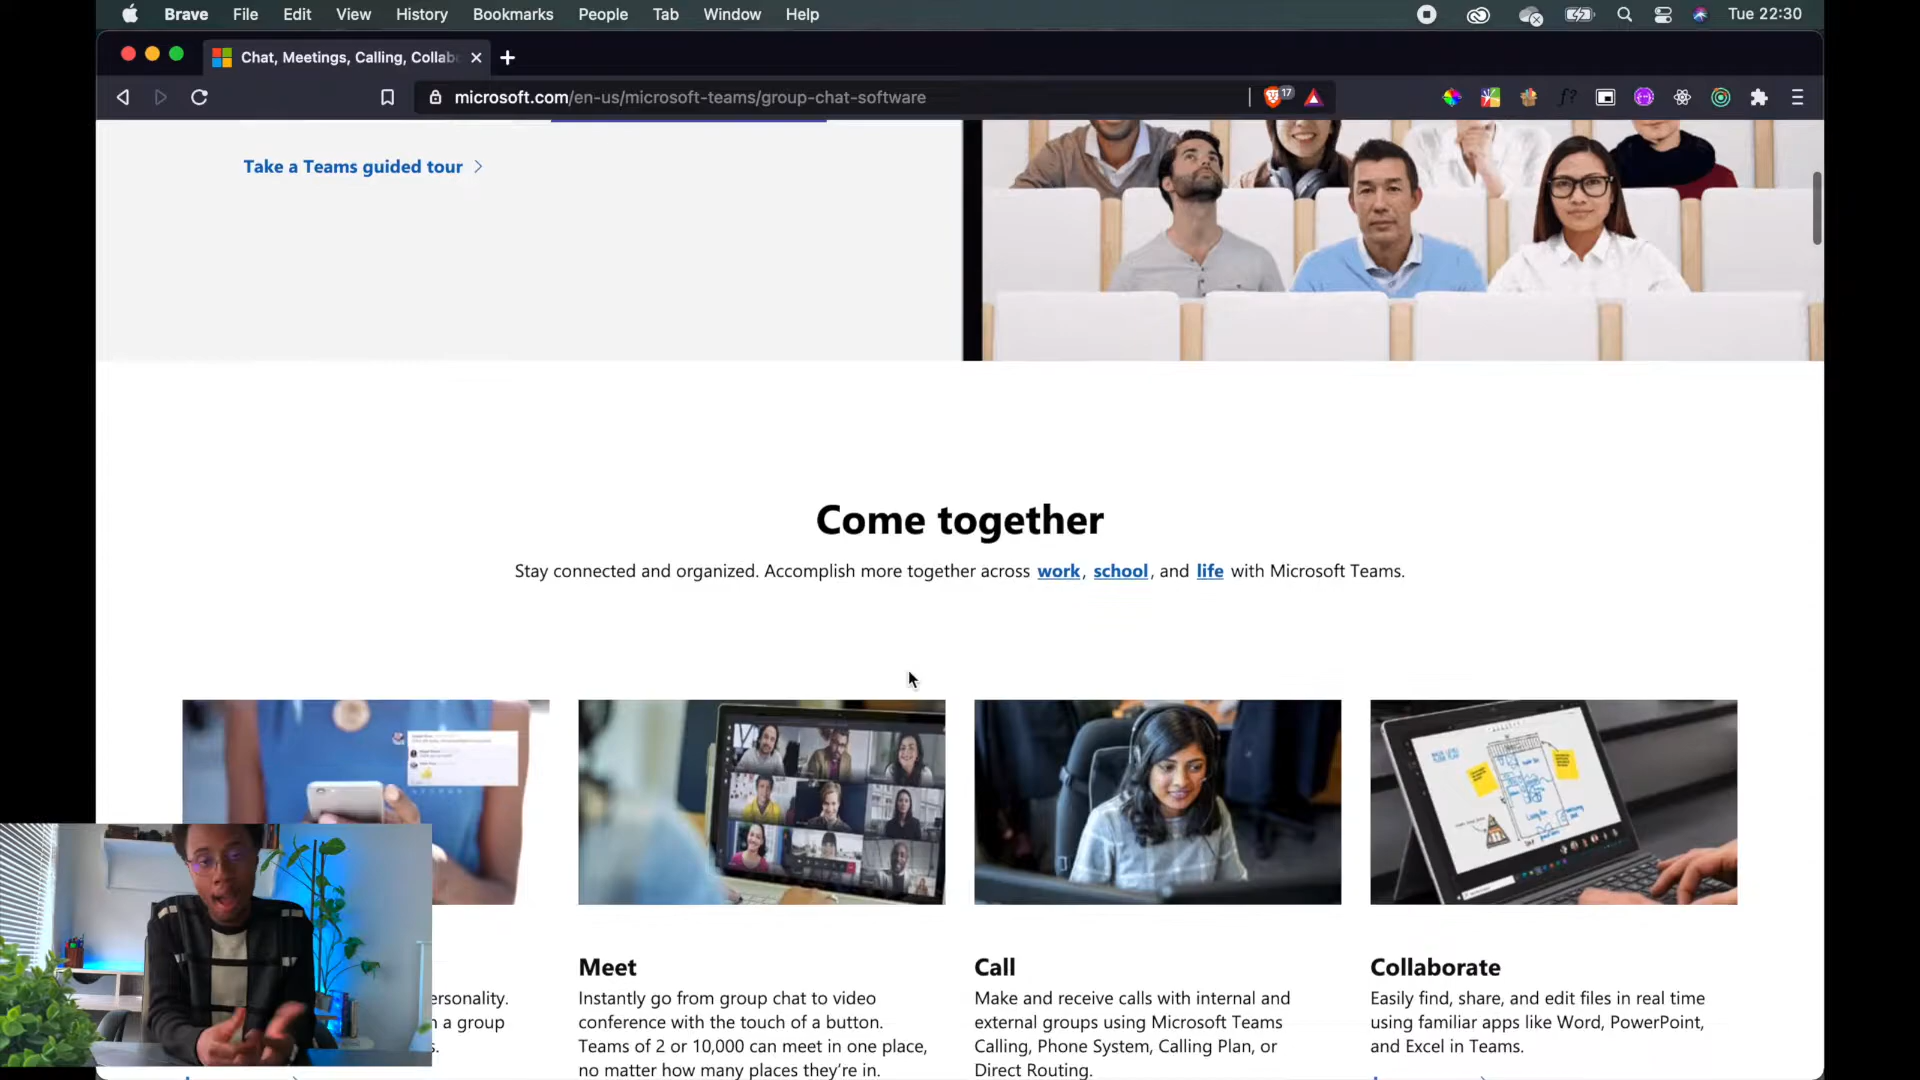 Brave File Edit View History Bookmarks People Tab Window Help Tue 22:30
Chat, Meetings, Calling, Collab
microsoft.com/en-us/microsoft-teams/group-chat-software 17
Take a Teams guided tour
Come together
Stay connected and organized. Accomplish more together across work, school, and life with Microsoft Teams.
Meet
Instantly go from group chat to video
conference with the touch of a button.
Teams of 2 or 10,000 can meet in one place,
no matter how many places they're in.
Call
Make and receive calls with internal and
external groups using Microsoft Teams
Calling, Phone System, Calling Plan, or
Direct Routing.
Collaborate
Easily find, share, and edit files in real time
using familiar apps like Word, PowerPoint,
and Excel in Teams.
a group